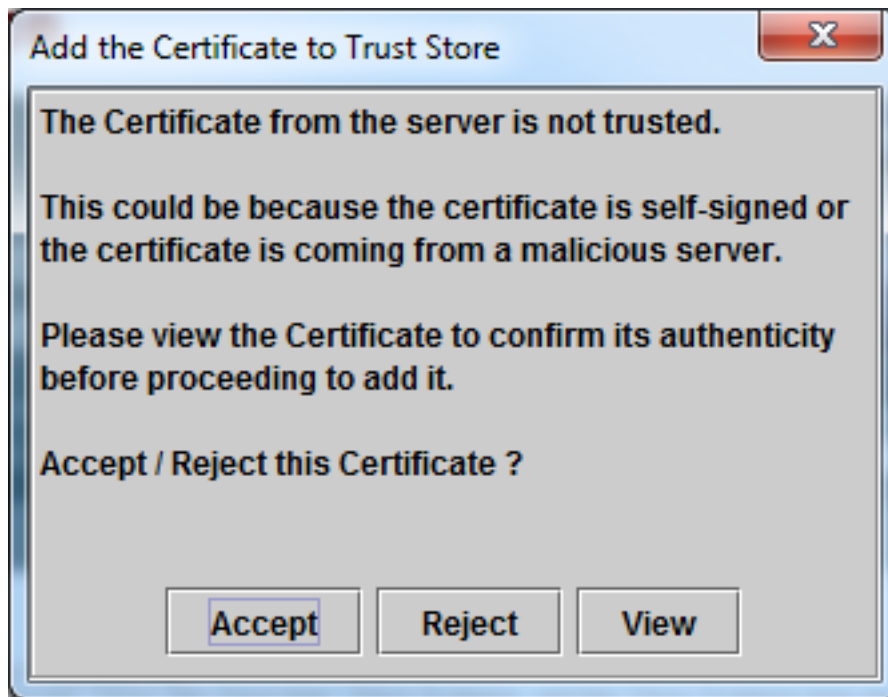 Add the Certificate to Trust Store
The Certificate from the server is not trusted.
This could be because the certificate is self-signed or
the certificate is coming from a malicious server.
Please view the Certificate to confirm its authenticity
before proceeding to add it.
Accept / Reject this Certificate ?
Accept Reject View